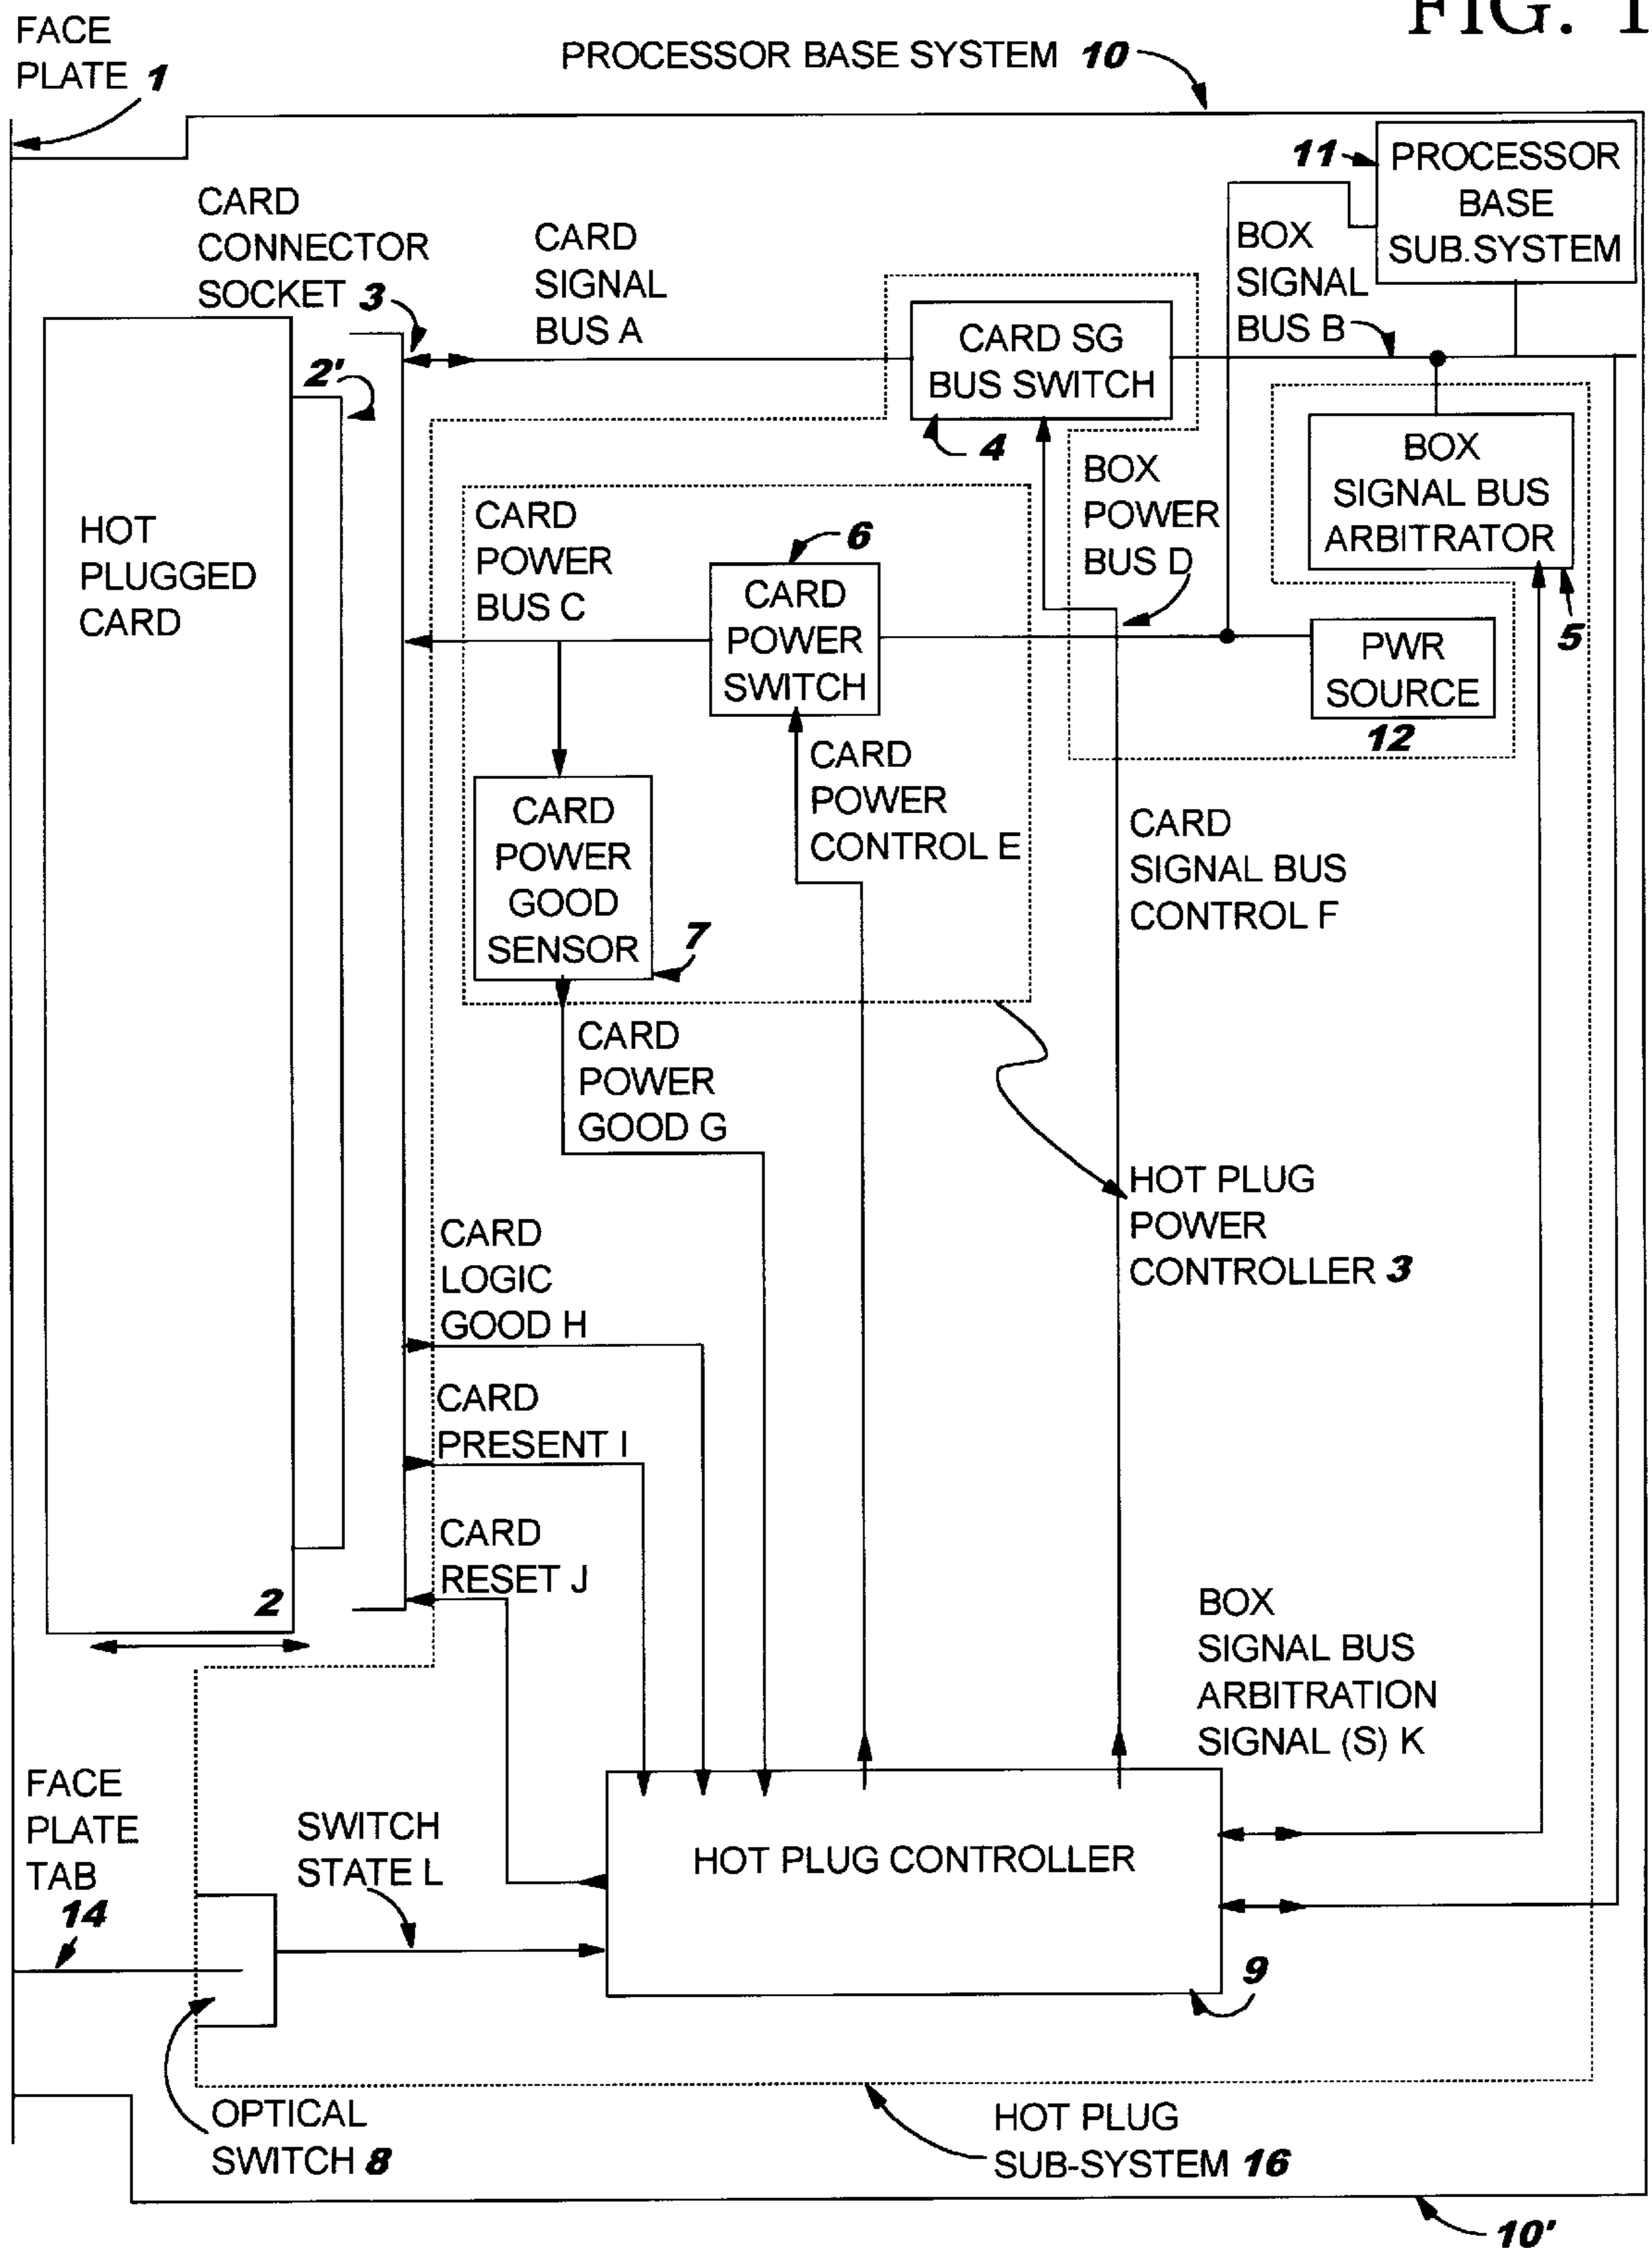 FIG. 1
FACE
PLATE 1
PROCESSOR BASE SYSTEM 10
11
PROCESSOR
BASE
SUB.SYSTEM
CARD
CONNECTOR
SOCKET 3
CARD
SIGNAL
BUS A
BOX
SIGNAL
BUS B
CARD SG
BUS SWITCH
4
2'
HOT
PLUGGED
CARD
2
BOX
SIGNAL BUS
ARBITRATOR
5
BOX
POWER
BUS D
CARD
POWER
BUS C
6
CARD
POWER
SWITCH
PWR
SOURCE
12
CARD
POWER
CONTROL E
CARD
POWER
GOOD
SENSOR
7
CARD
SIGNAL BUS
CONTROL F
CARD
POWER
GOOD G
HOT PLUG
POWER
CONTROLLER 3
CARD
LOGIC
GOOD H
CARD
PRESENT I
CARD
RESET J
BOX
SIGNAL BUS
ARBITRATION
SIGNAL (S) K
FACE
PLATE
TAB
14
SWITCH
STATE L
HOT PLUG CONTROLLER
9
OPTICAL
SWITCH 8
HOT PLUG
SUB-SYSTEM 16
10'